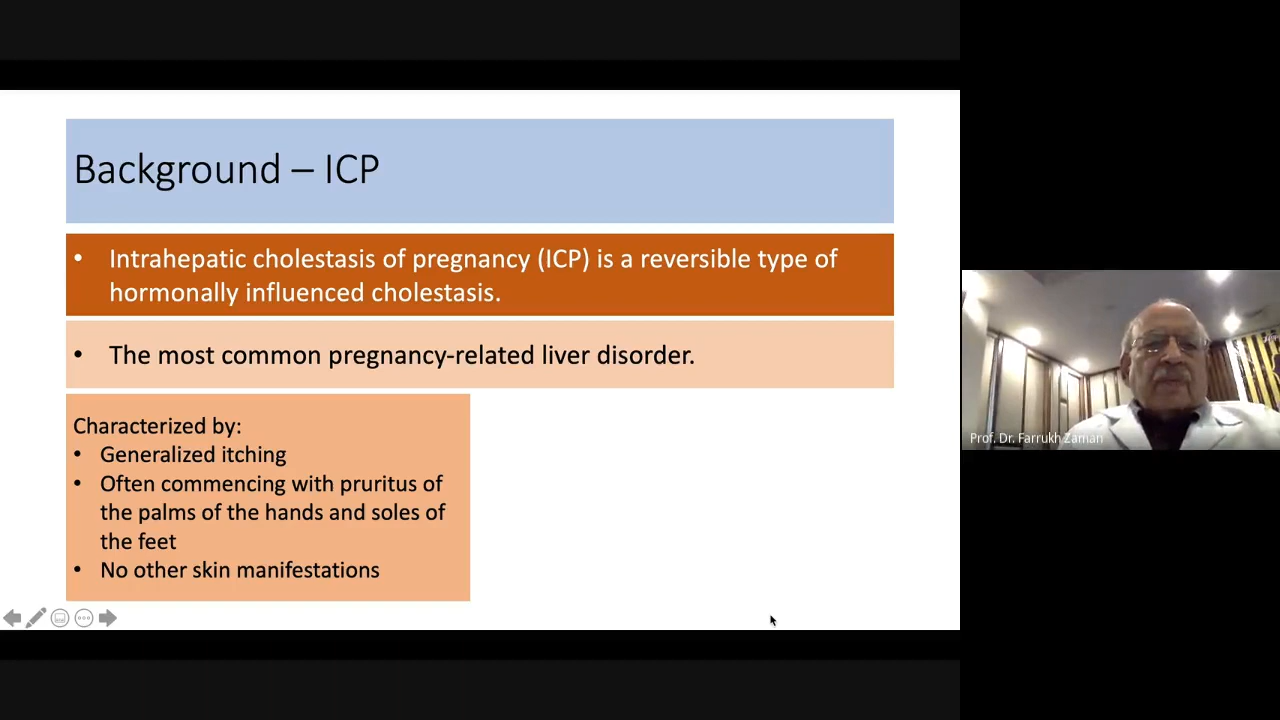 Background – ICP
• Intrahepatic cholestasis of pregnancy (ICP) is a reversible type of
hormonally influenced cholestasis.
• The most common pregnancy-related liver disorder.
Characterized by:
• Generalized itching
• Often commencing with pruritus of
the palms of the hands and soles of
the feet
• No other skin manifestations
Prof. Dr. Farrukh Zaman